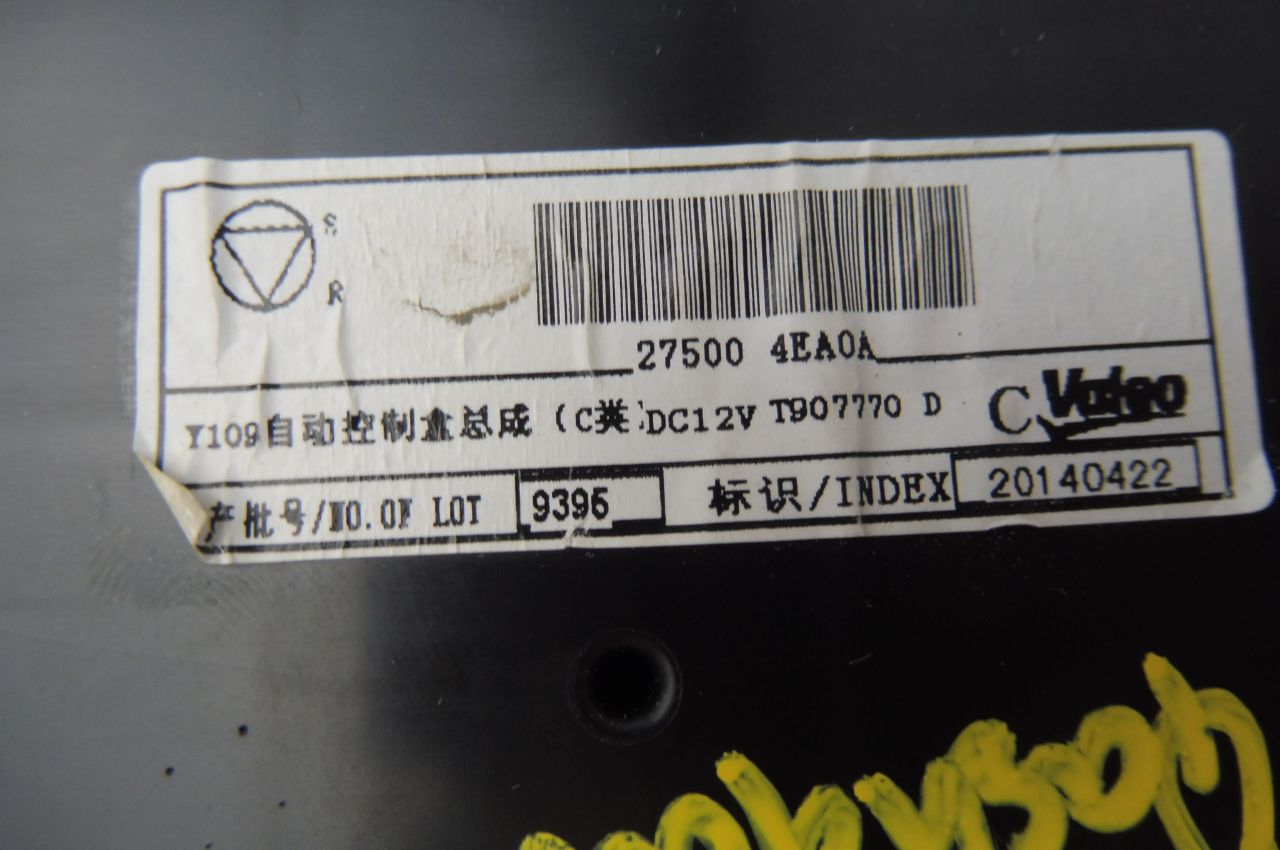 S
R
27500 4EA0A
Y109自动控制盒总成（C类）DC12V T907770 D C Valeo
产批号/NO.OF LOT 9396 标识/INDEX 20140422